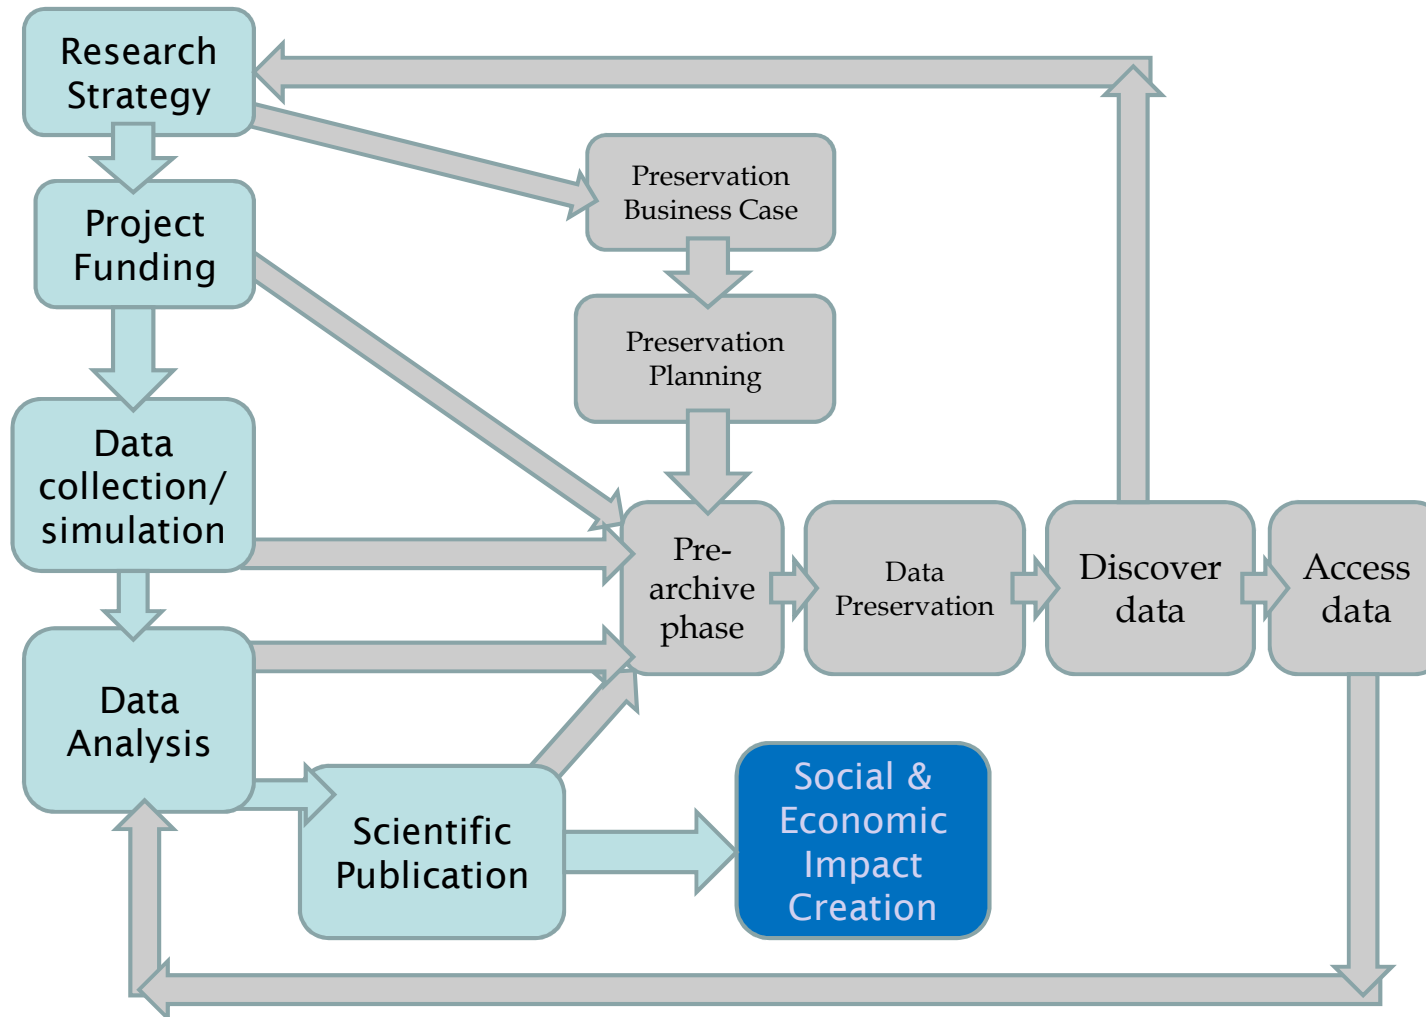 Research
Strategy
Project
Funding
Data
collection/
simulation
Data
Analysis
Scientific
Publication
Social &
Economic
Impact
Creation
Preservation
Business Case
Preservation
Planning
Pre-
archive
phase
Data
Preservation
Discover
data
Access
data